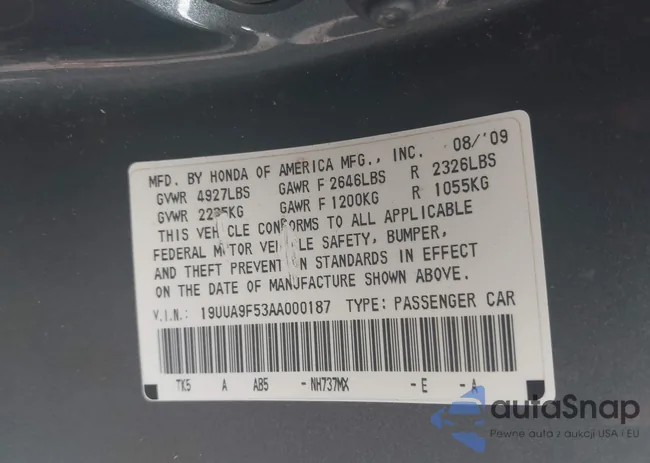 MFD. BY HONDA OF AMERICA MFG., INC. 08/'09
GVWR 4927LBS GAWR F 2646LBS R 2326LBS
GVWR KG GAWR F 1200KG R 1055KG
THIS VEHICLE CONFORMS TO ALL APPLICABLE
FEDERAL MOTOR VEHICLE SAFETY, BUMPER,
AND THEFT PREVENTION STANDARDS IN EFFECT
ON THE DATE OF MANUFACTURE SHOWN ABOVE.
V.I.N.: 19UUA9F53AA000187 TYPE: PASSENGER CAR
TK5 A AB5 - NH737MX - E - A
autoSnap
Pewne auto z aukcji USA i EU